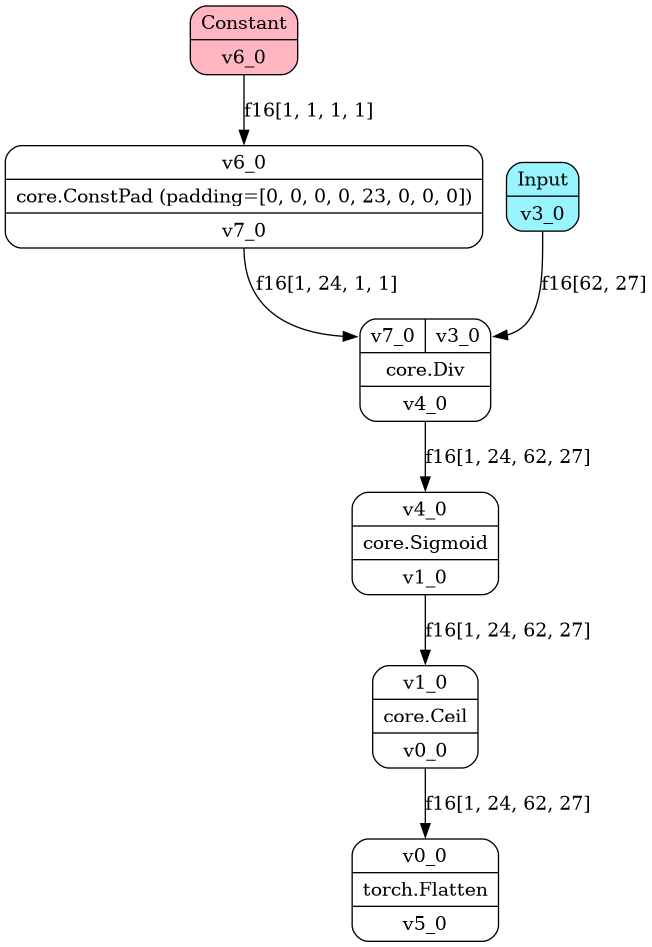 Constant
v6_0
f16[1, 1, 1, 1]
v6_0
core.ConstPad (padding=[0, 0, 0, 0, 23, 0, 0, 0])
v7_0
Input
v3_0
f16[1, 24, 1, 1]
f16[62, 27]
v7_0 v3_0
core.Div
v4_0
f16[1, 24, 62, 27]
v4_0
core.Sigmoid
v1_0
f16[1, 24, 62, 27]
v1_0
core.Ceil
v0_0
f16[1, 24, 62, 27]
v0_0
torch.Flatten
v5_0